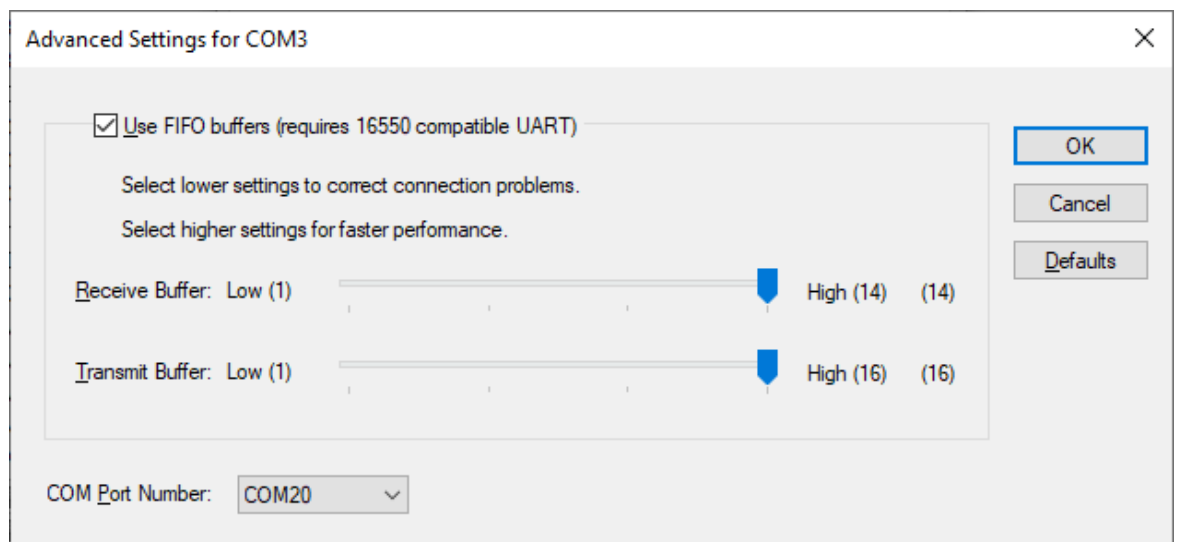 Advanced Settings for COM3
Use FIFO buffers (requires 16550 compatible UART)
Select lower settings to correct connection problems.
Select higher settings for faster performance.
Receive Buffer: Low (1) High (14) (14)
Transmit Buffer: Low (1) High (16) (16)
COM Port Number: COM20
OK
Cancel
Defaults